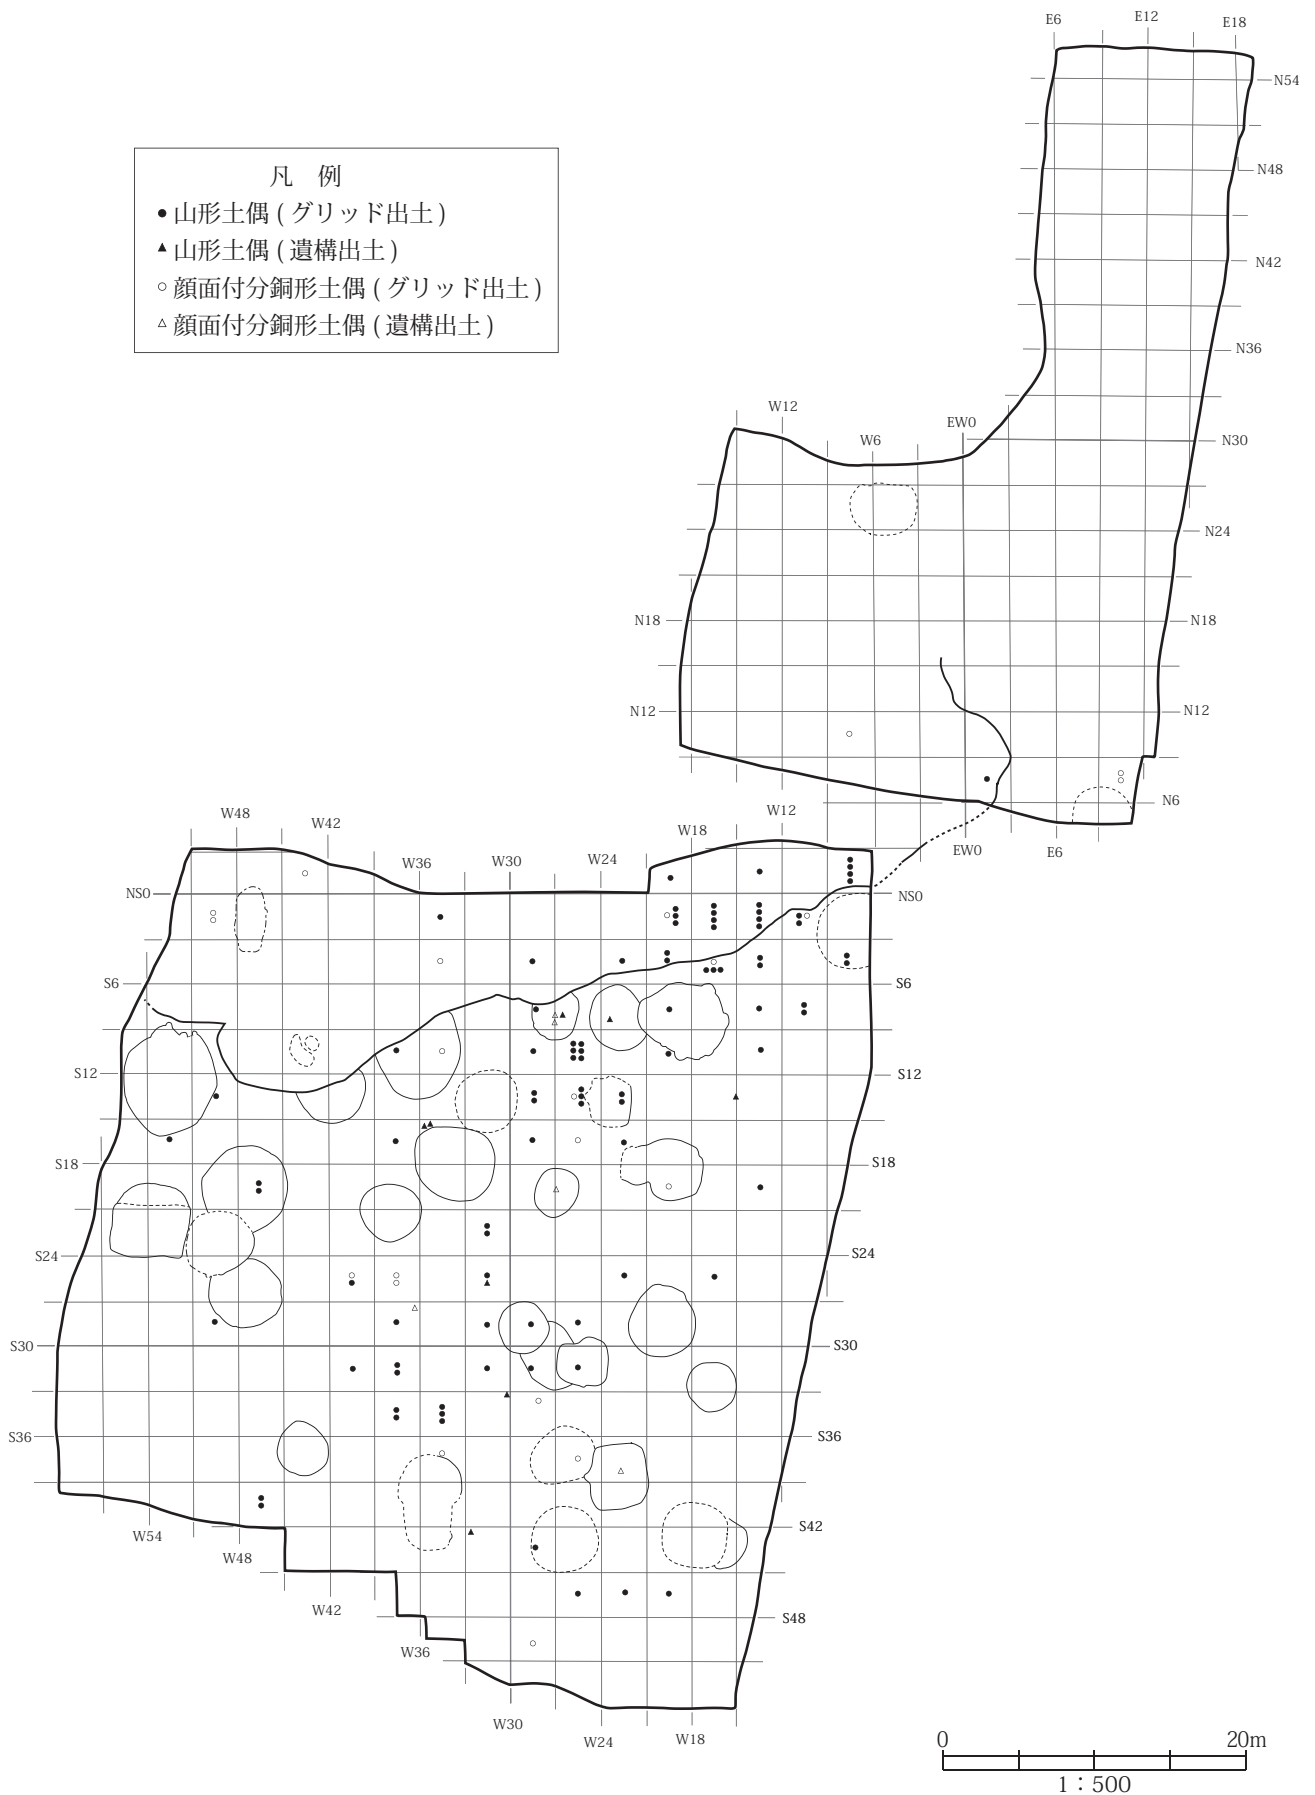 E6 E12 E18
N54
N48
N42
N36
N30
N24
N18
N12
N6
凡 例
●山形土偶 ( グリッド出土 )
▲山形土偶 ( 遺構出土 )
○顔面付分銅形土偶 ( グリッド出土 )
△顔面付分銅形土偶 ( 遺構出土 )
W12
W6
EW0
N18
N12
EW0
E6
W48
W42
W36
W30
W24
W18
W12
NS0
S6
S12
S18
S24
S30
S36
NS0
S6
S12
S18
S24
S30
S36
S42
S48
W54
W48
W42
W36
W30
W24
W18
0 20m
1：500